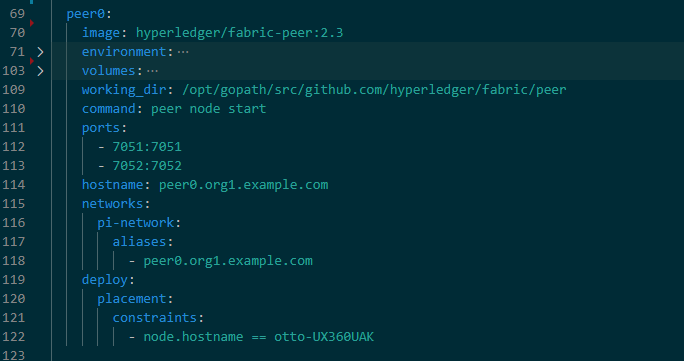 69 peer0:
70 image: hyperledger/fabric-peer:2.3
71 > environment: ···
103 > volumes: ···
109 working_dir: /opt/gopath/src/github.com/hyperledger/fabric/peer
110 command: peer node start
111 ports:
112 - 7051:7051
113 - 7052:7052
114 hostname: peer0.org1.example.com
115 networks:
116 pi-network:
117 aliases:
118 - peer0.org1.example.com
119 deploy:
120 placement:
121 constraints:
122 - node.hostname == otto-UX360UAK
123